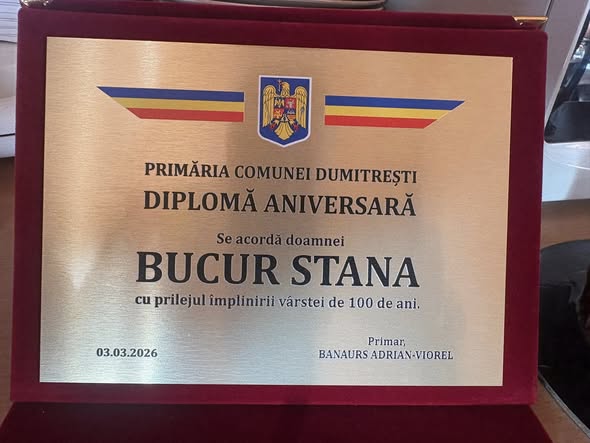 PRIMĂRIA COMUNEI DUMITREȘTI
DIPLOMĂ ANIVERSARĂ
Se acordă doamnei
BUCUR STANA
cu prilejul împlinirii vârstei de 100 de ani.
Primar,
03.03.2026 BANAURS ADRIAN-VIOREL